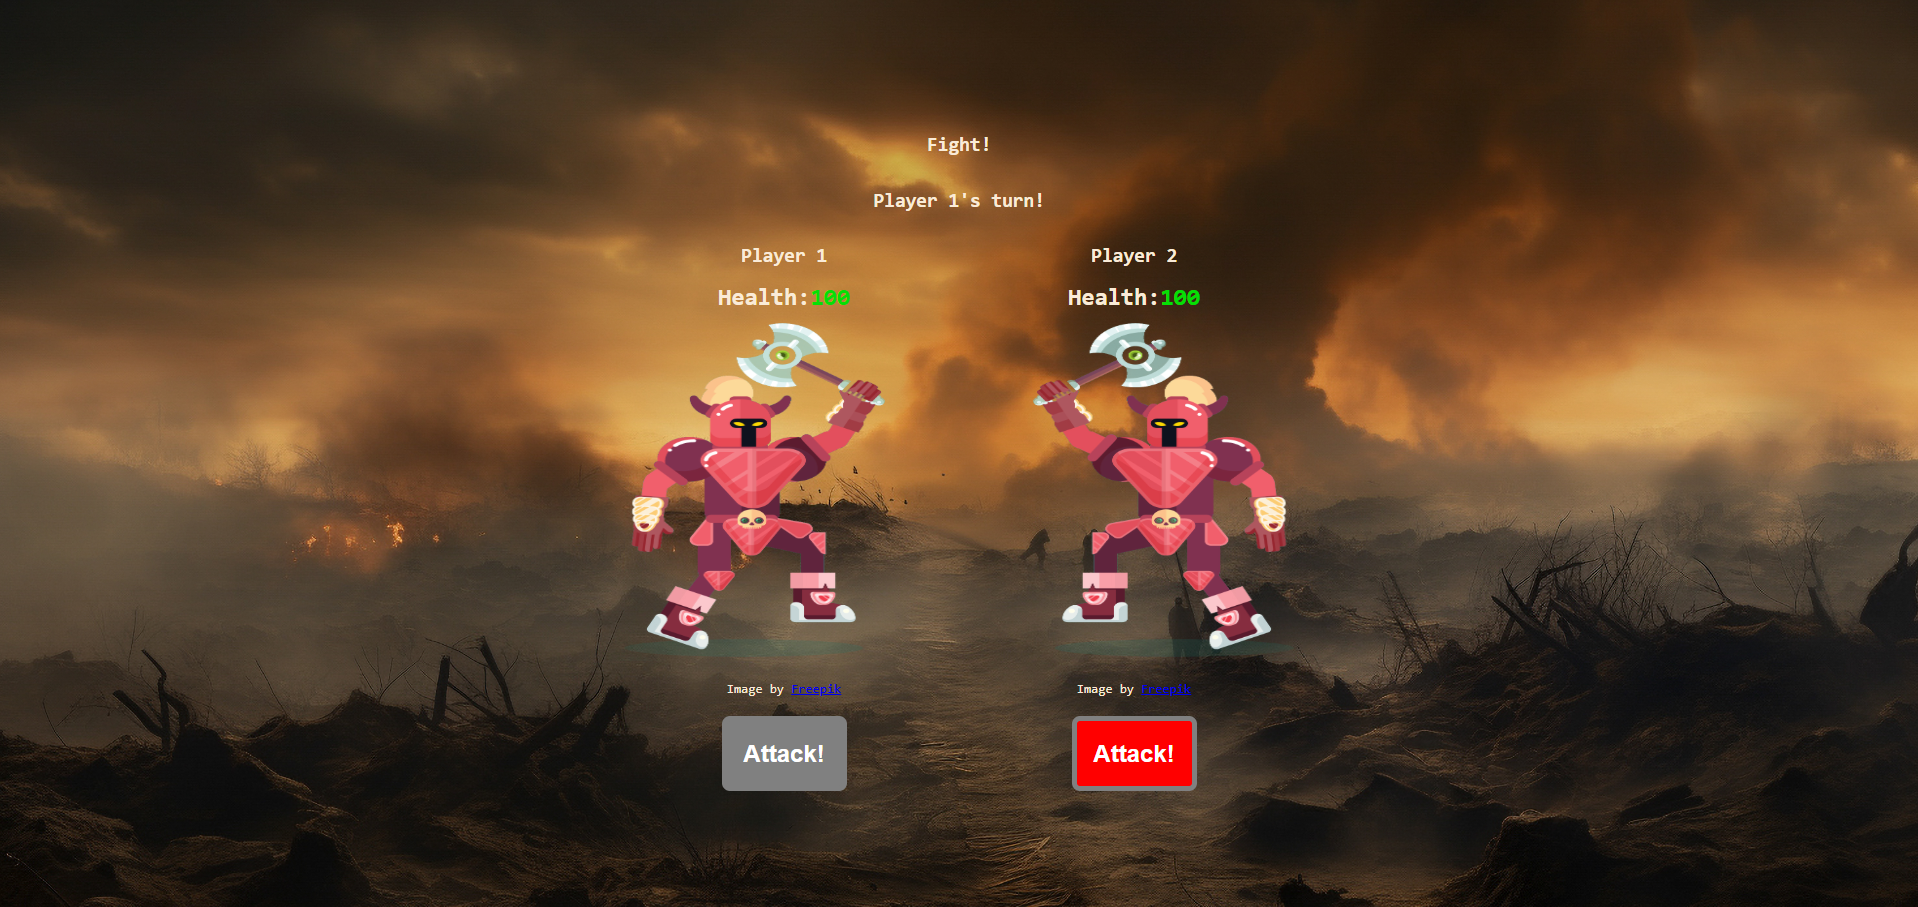 Fight!
Player 1's turn!
Player 1
Health:100
Image by Freepik
Attack!
Player 2
Health:100
Image by Freepik
Attack!